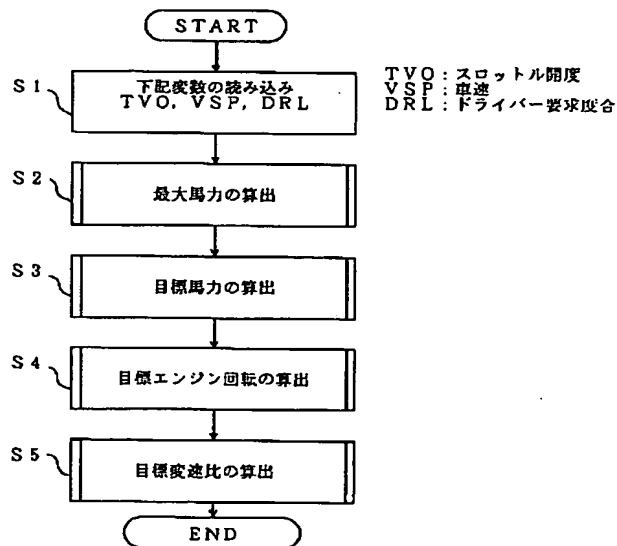 START
S1
下記変数の読み込み
TVO, VSP, DRL
TVO:スロットル開度
VSP:車速
DRL:ドライバー要求度合
S2
最大馬力の算出
S3
目標馬力の算出
S4
目標エンジン回転の算出
S5
目標変速比の算出
END